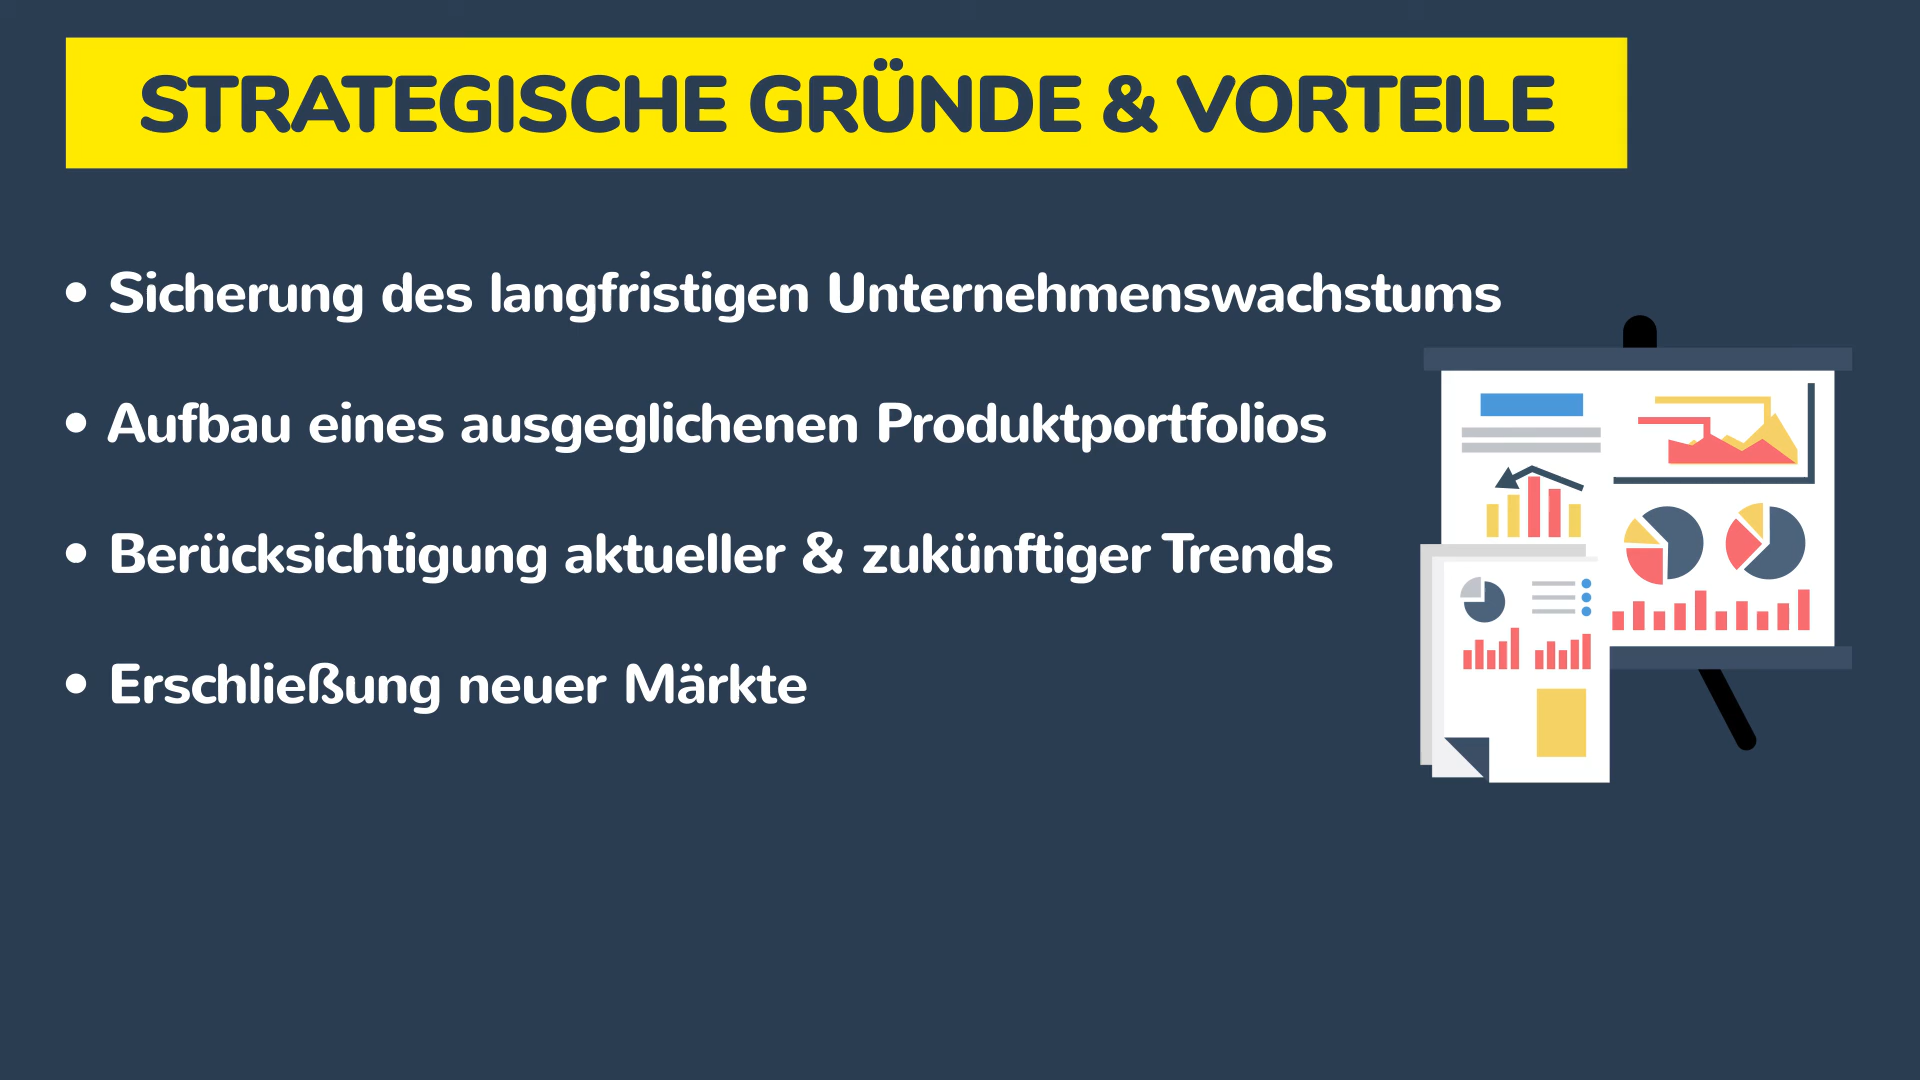 STRATEGISCHE GRÜNDE & VORTEILE
• Sicherung des langfristigen Unternehmenswachstums
• Aufbau eines ausgeglichenen Produktportfolios
• Berücksichtigung aktueller & zukünftiger Trends
• Erschließung neuer Märkte